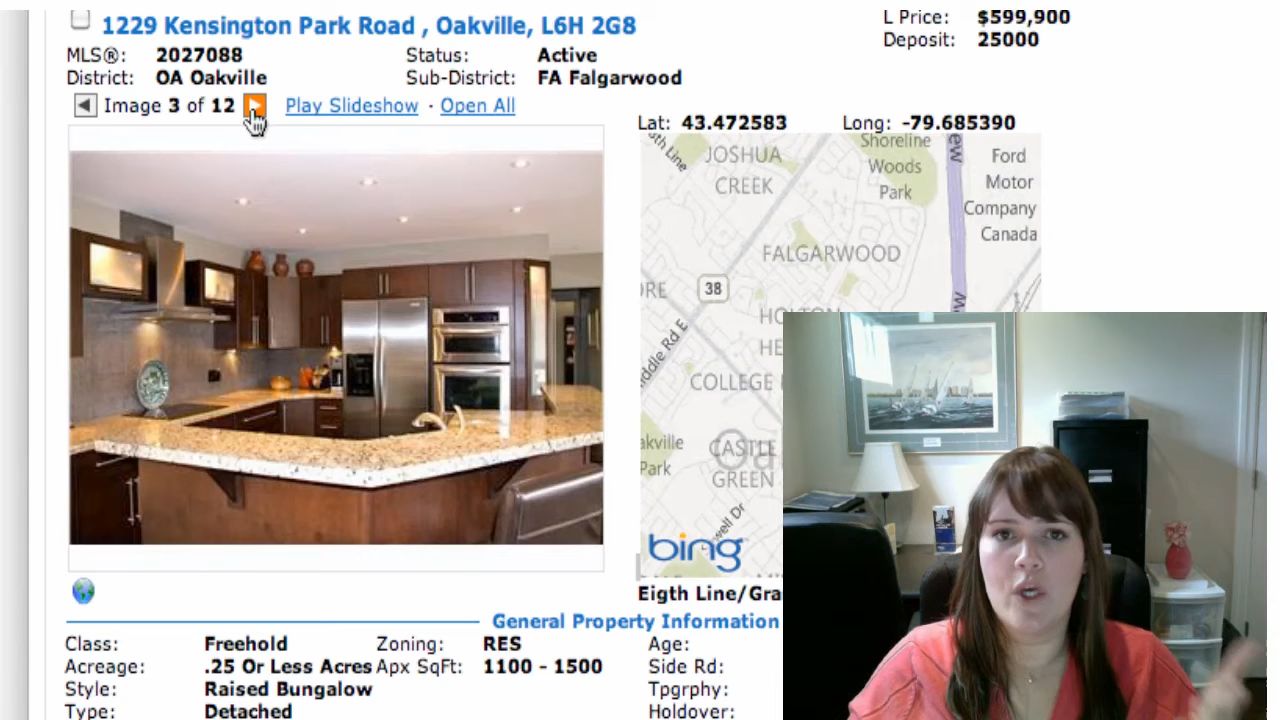 1229 Kensington Park Road , Oakville, L6H 2G8
L Price: $599,900
MLS®: 2027088 Status: Active
Deposit: 25000
District: OA Oakville Sub-District: FA Falgarwood
Image 3 of 12 Play Slideshow · Open All
Lat: 43.472583 Long: -79.685390
Shoreline
Woods
Park
JOSHUA
CREEK
Ford
Motor
Company
Canada
FALGARWOOD
38
COLLEGE
CASTLE
GREEN
Park
bing
General Property Information
Class: Freehold Zoning: RES Age:
Acreage: .25 Or Less Acres Apx SqFt: 1100 - 1500 Side Rd:
Style: Raised Bungalow Tpgrphy:
Type: Detached Holdover: